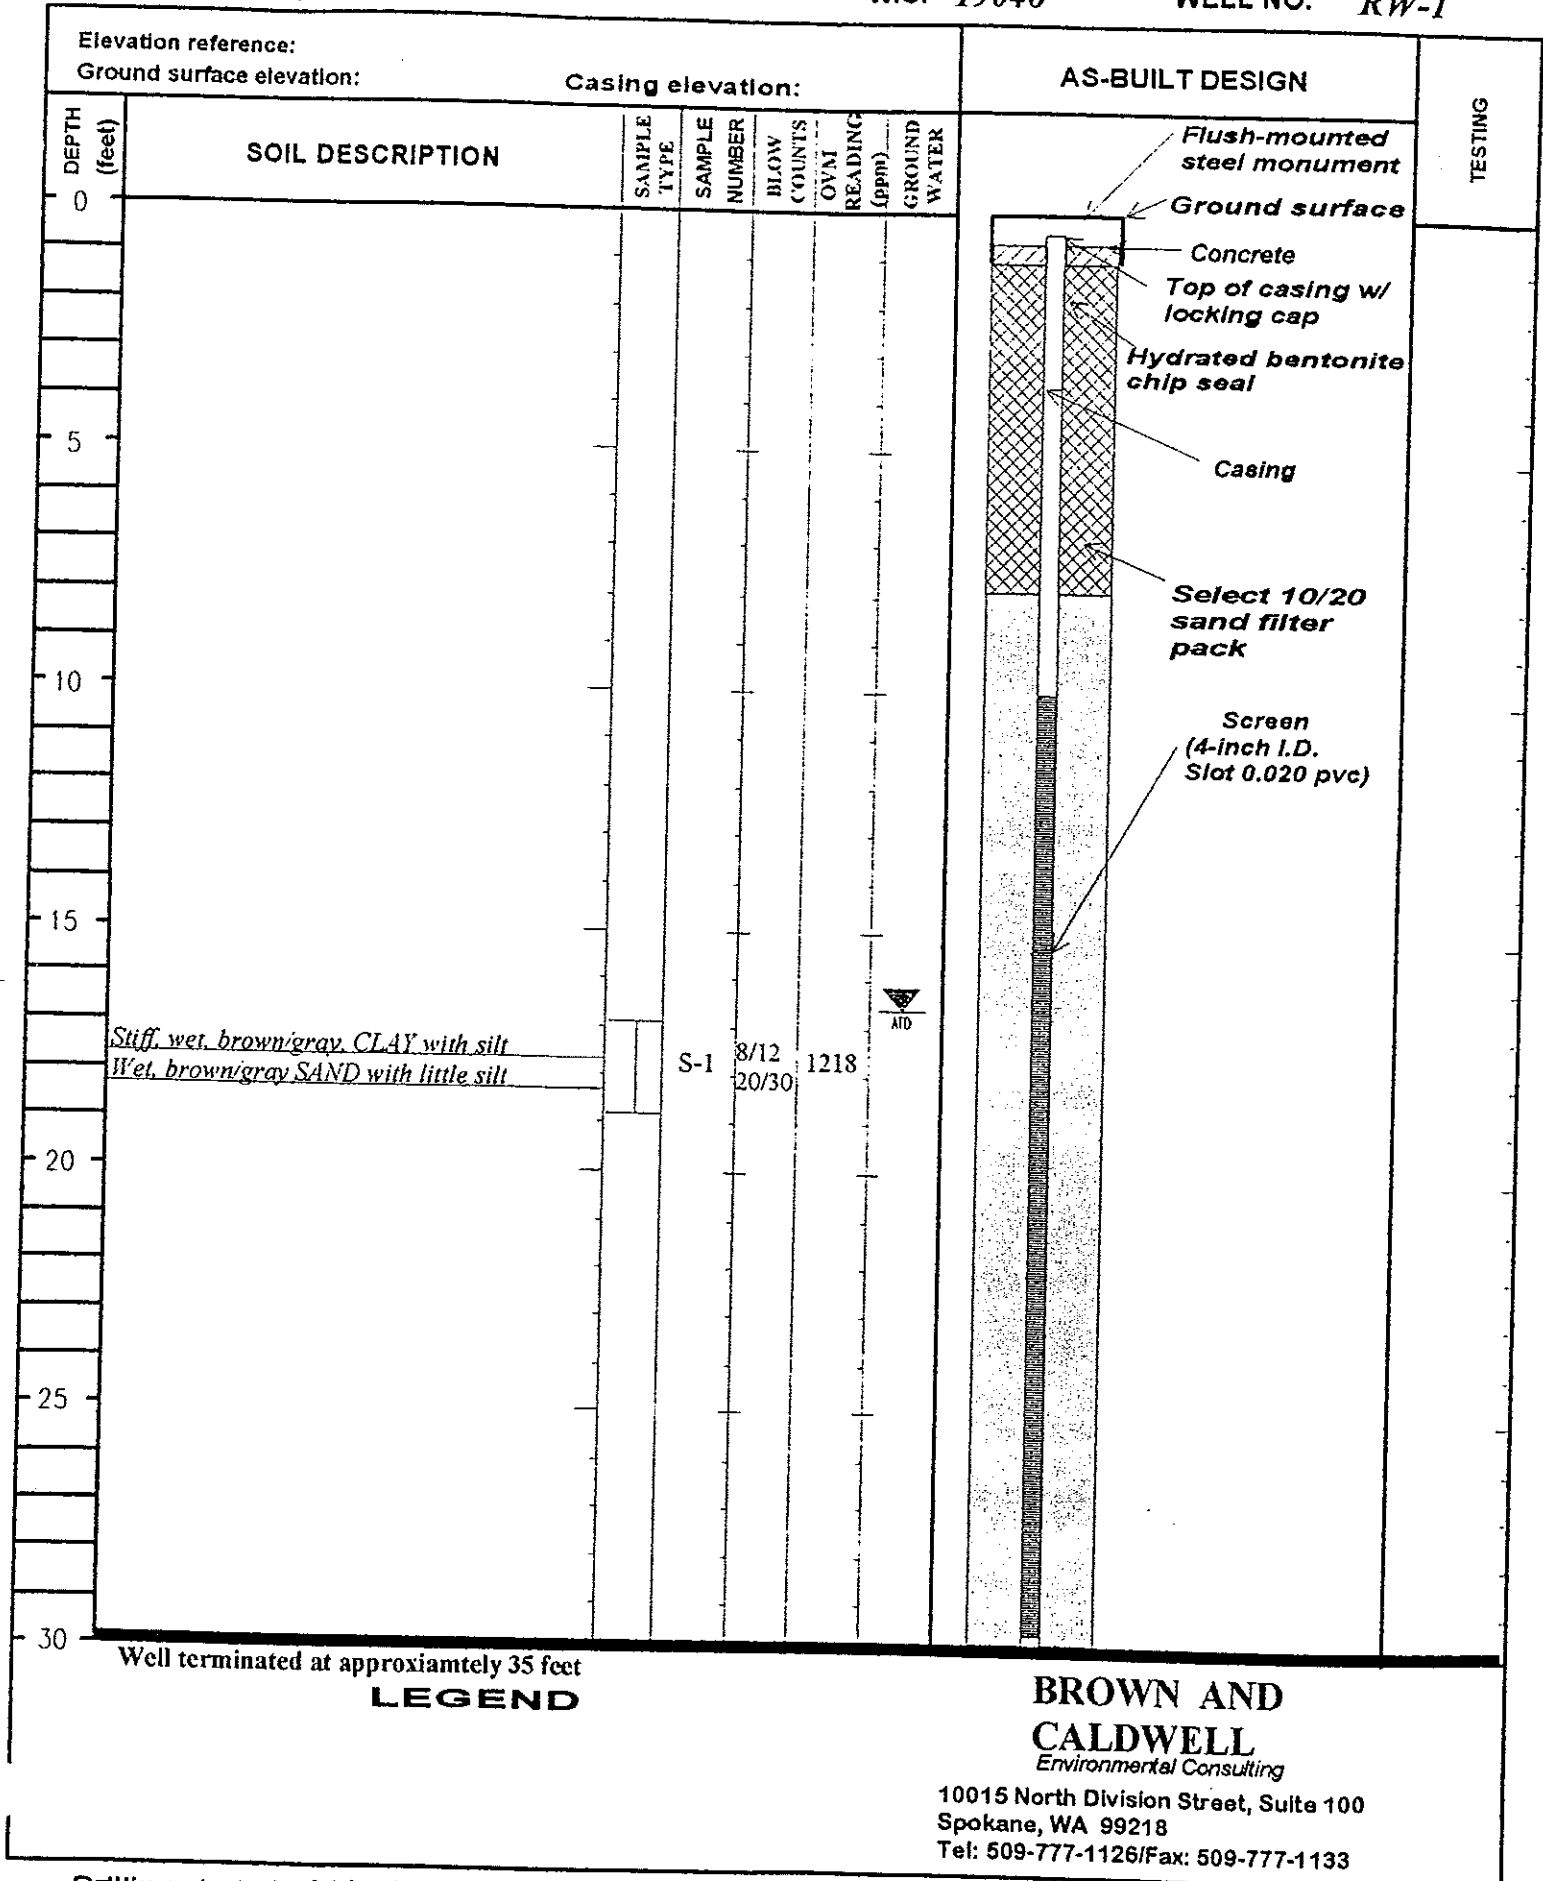 WELL NO. RW-1
Elevation reference:
Ground surface elevation: Casing elevation:
AS-BUILT DESIGN
TESTING
DEPTH
(feet)
SOIL DESCRIPTION
SAMPLE
TYPE
SAMPLE
NUMBER
BLOW
COUNTS
OVM
READING
(ppm)
GROUND
WATER
Flush-mounted
steel monument
0
Ground surface
Concrete
Top of casing w/
locking cap
Hydrated bentonite
chip seal
5
Casing
Select 10/20
sand filter
pack
10
Screen
(4-inch I.D.
Slot 0.020 pvc)
15
ATD
Stiff, wet, brown/gray, CLAY with silt
Wet, brown/gray SAND with little silt
S-1
8/12
20/30
1218
20
25
30
Well terminated at approxiamtely 35 feet
LEGEND
BROWN AND
CALDWELL
Environmental Consulting
10015 North Division Street, Suite 100
Spokane, WA 99218
Tel: 509-777-1126/Fax: 509-777-1133